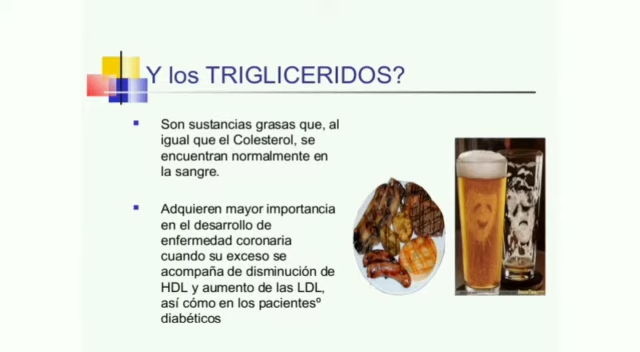 Y los TRIGLICERIDOS?
Son sustancias grasas que, al
igual que el Colesterol, se
encuentran normalmente en
la sangre.
Adquieren mayor importancia
en el desarrollo de
enfermedad coronaria
cuando su exceso se
acompaña de disminución de
HDL y aumento de las LDL,
así cómo en los pacientesº
diabéticos